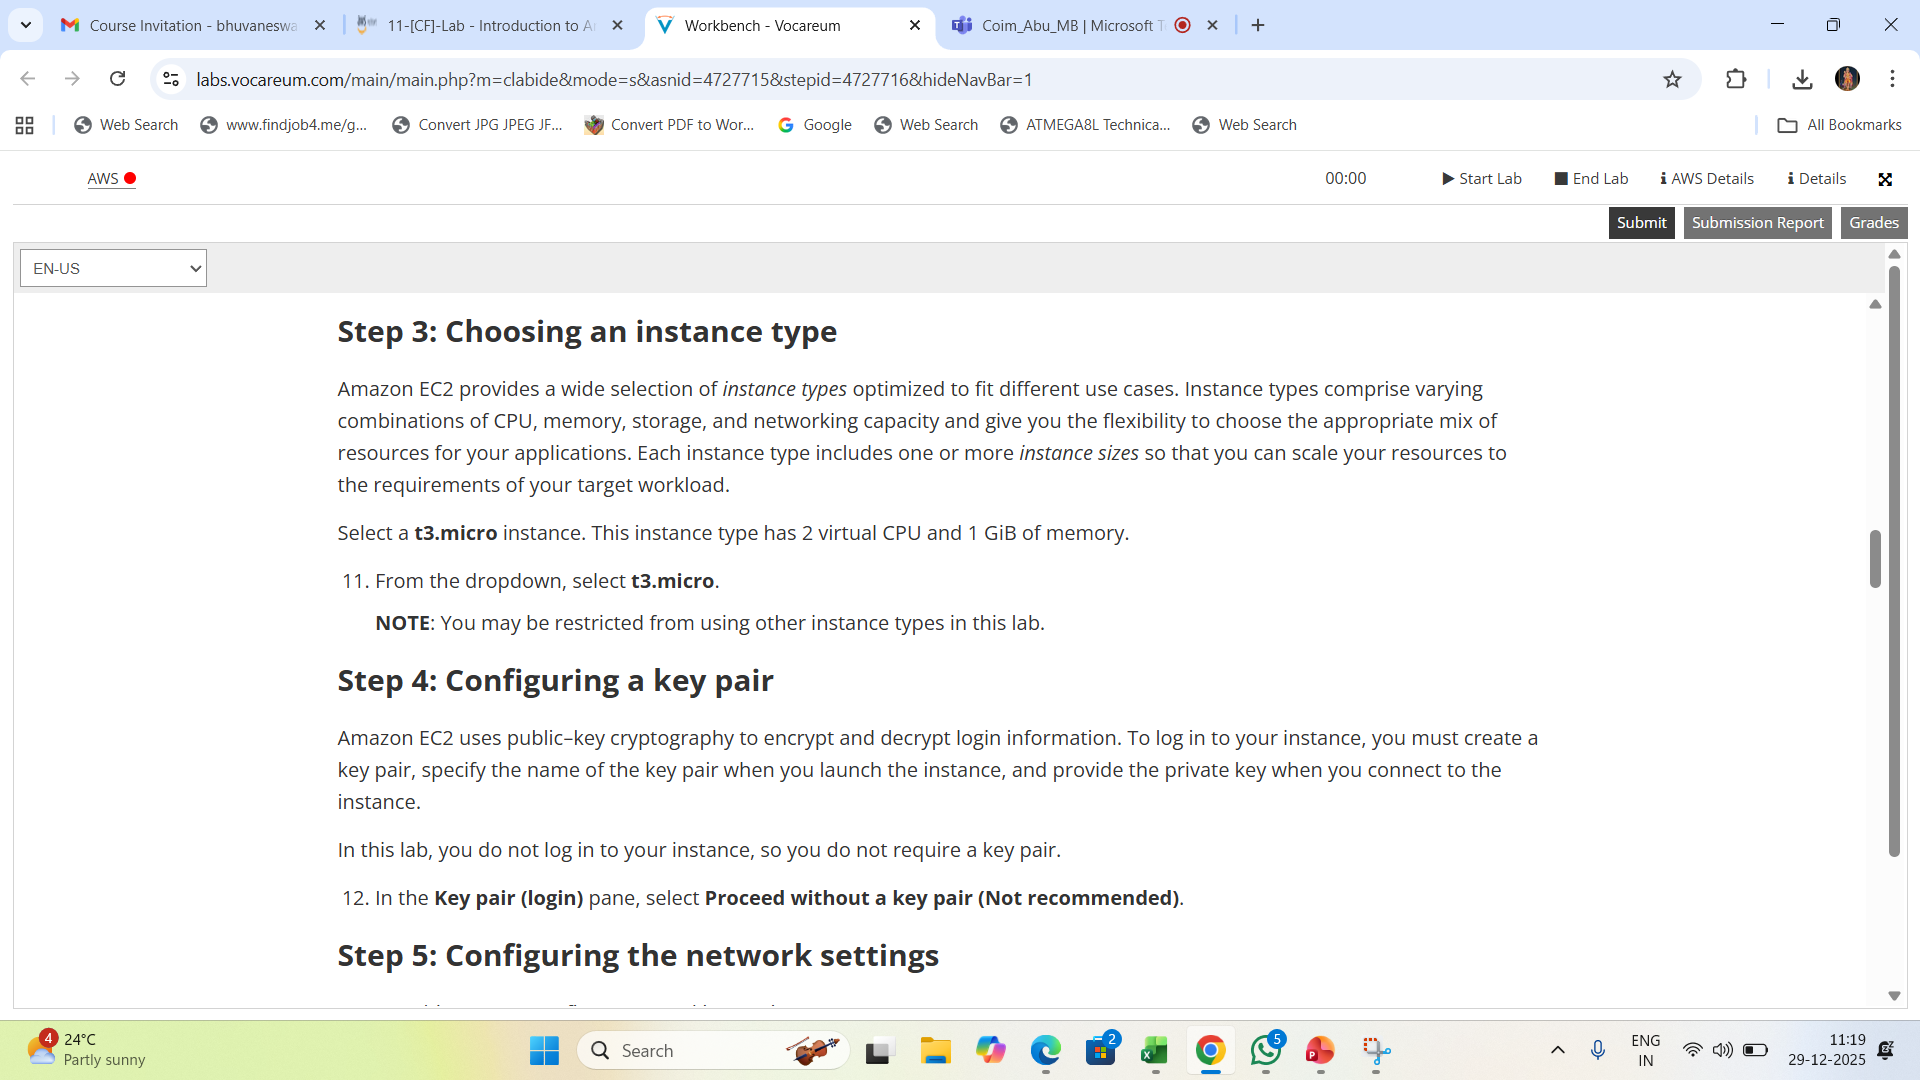 Course Invitation - bhuvaneswa
11-[CF]-Lab - Introduction to A
Workbench - Vocareum
Coim_Abu_MB | Microsoft T
labs.vocareum.com/main/main.php?m=clabide&mode=s&asnid=4727715&stepid=4727716&hideNavBar=1
Web Search
www.findjob4.me/g...
Convert JPG JPEG JF...
Convert PDF to Wor...
Google
Web Search
ATMEGA8L Technica...
Web Search
All Bookmarks
AWS
00:00
Start Lab
End Lab
AWS Details
Details
Submit
Submission Report
Grades
EN-US
Step 3: Choosing an instance type
Amazon EC2 provides a wide selection of instance types optimized to fit different use cases. Instance types comprise varying
combinations of CPU, memory, storage, and networking capacity and give you the flexibility to choose the appropriate mix of
resources for your applications. Each instance type includes one or more instance sizes so that you can scale your resources to
the requirements of your target workload.
Select a t3.micro instance. This instance type has 2 virtual CPU and 1 GiB of memory.
11. From the dropdown, select t3.micro.
NOTE: You may be restricted from using other instance types in this lab.
Step 4: Configuring a key pair
Amazon EC2 uses public–key cryptography to encrypt and decrypt login information. To log in to your instance, you must create a
key pair, specify the name of the key pair when you launch the instance, and provide the private key when you connect to the
instance.
In this lab, you do not log in to your instance, so you do not require a key pair.
12. In the Key pair (login) pane, select Proceed without a key pair (Not recommended).
Step 5: Configuring the network settings
4
24°C
Partly sunny
Search
2
5
ENG
IN
11:19
29-12-2025